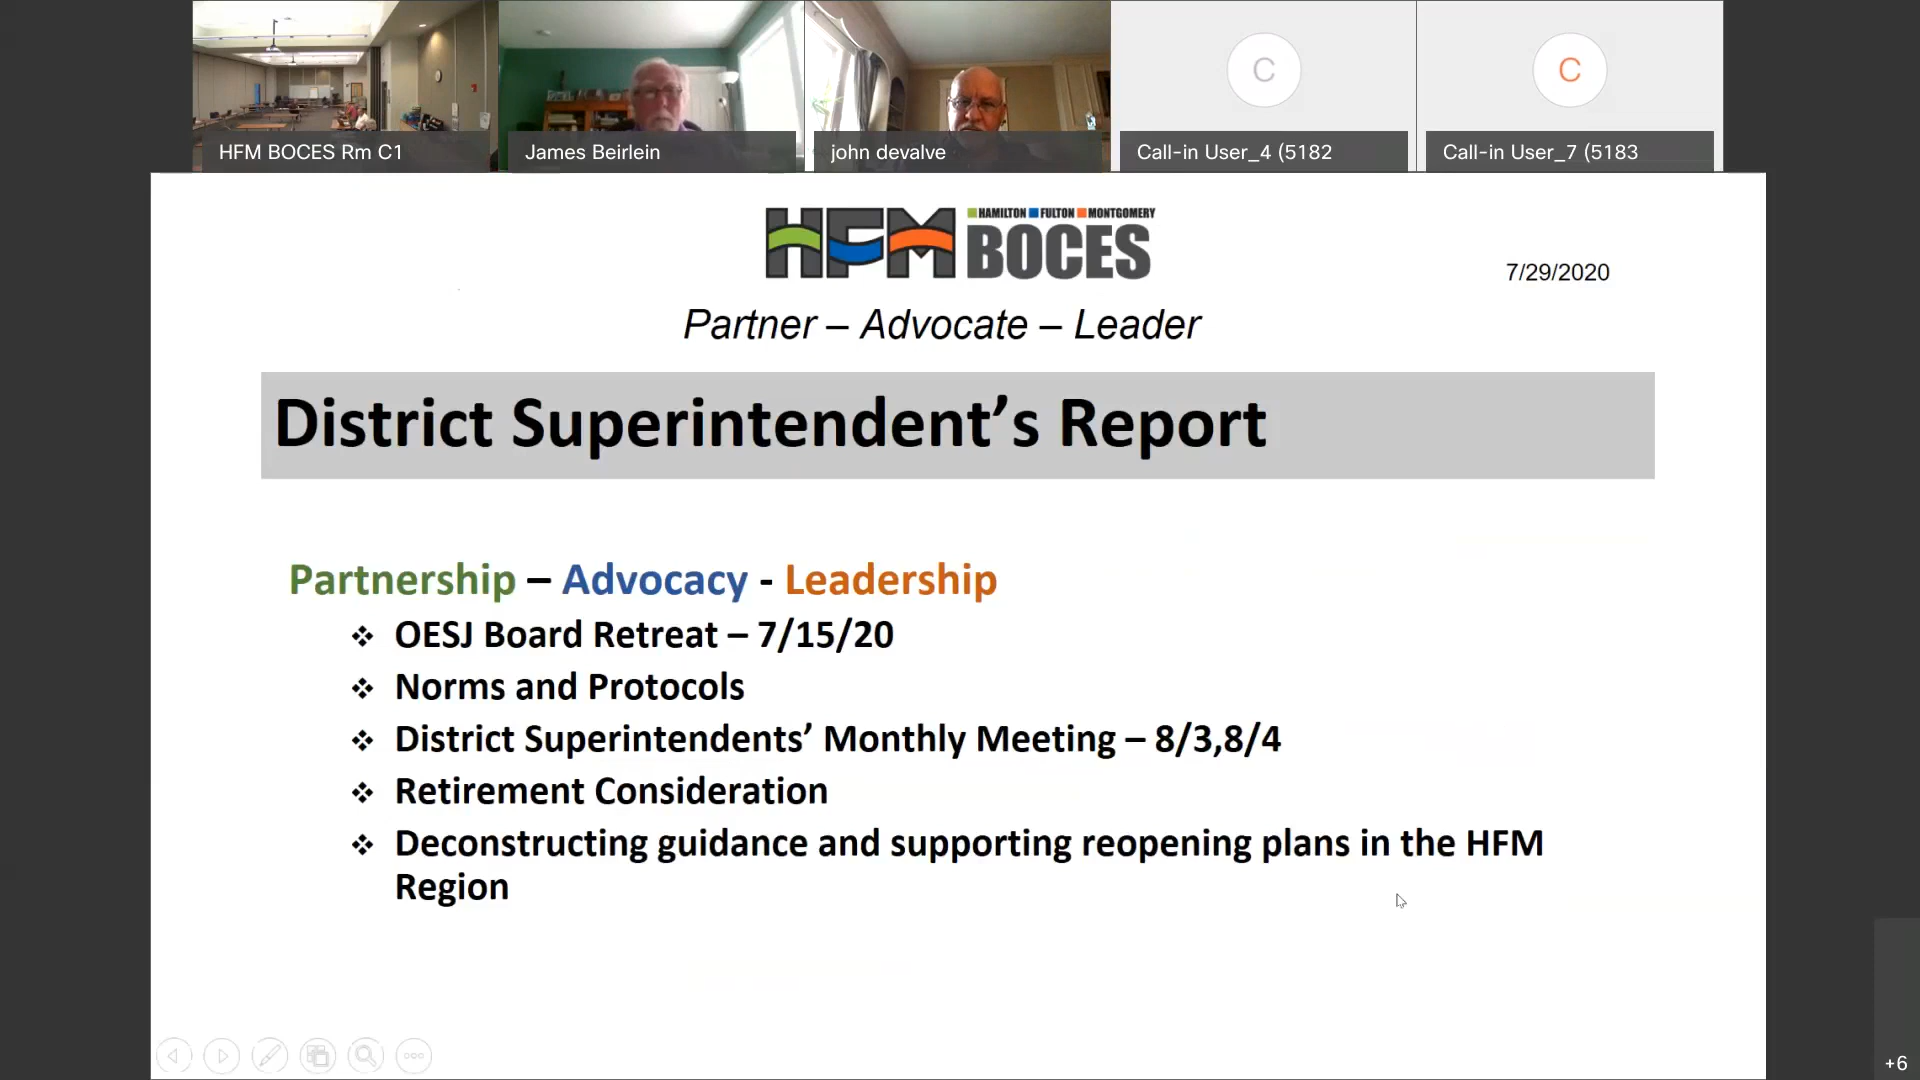 HFM BOCES Rm C1
James Beirlein
john devalve
C
Call-in User_4 (5182
C
Call-in User_7 (5183
HFM
HAMILTON FULTON MONTGOMERY
BOCES
7/29/2020
Partner – Advocate – Leader
District Superintendent’s Report
Partnership – Advocacy - Leadership
❖ OESJ Board Retreat – 7/15/20
❖ Norms and Protocols
❖ District Superintendents’ Monthly Meeting – 8/3,8/4
❖ Retirement Consideration
❖ Deconstructing guidance and supporting reopening plans in the HFM
Region
+6